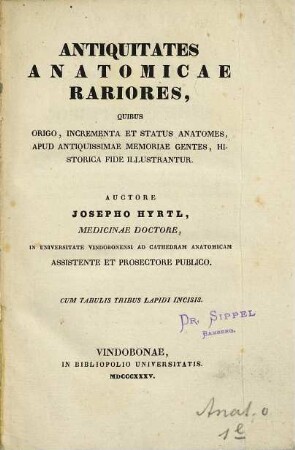 ANTIQUITATES
ANATOMICAE
RARIORES,
QUIBUS
ORIGO, INCREMENTA ET STATUS ANATOMES,
APUD ANTIQUISSIMAE MEMORIAE GENTES, HI-
STORICA FIDE ILLUSTRANTUR.
AUCTORE
JOSEPHO HYRTL,
MEDICINAE DOCTORE,
IN UNIVERSITATE VINDOBONENSI AD CATHEDRAM ANATOMICAM
ASSISTENTE ET PROSECTORE PUBLICO.
CUM TABULIS TRIBUS LAPIDI INCISIS.
DR. SIPPEL
BAMBERG.
VINDOBONAE,
IN BIBLIOPOLIO UNIVERSITATIS.
MDCCCXXXV.
Anat. o
1e